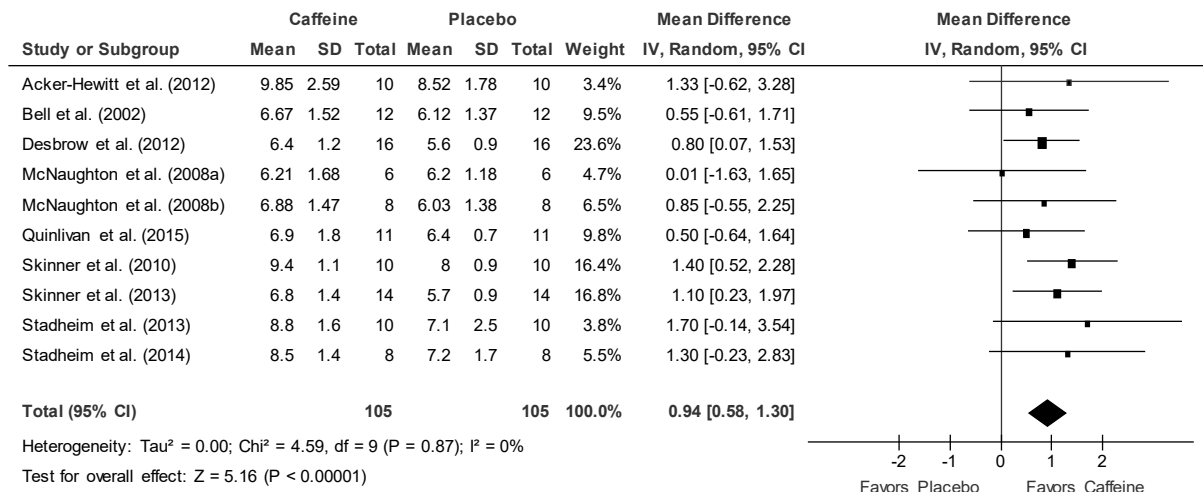 Caffeine Placebo Mean Difference Mean Difference
Study or Subgroup Mean SD Total Mean SD Total Weight IV, Random, 95% CI IV, Random, 95% CI
Acker-Hewitt et al. (2012) 9.85 2.59 10 8.52 1.78 10 3.4% 1.33 [-0.62, 3.28]
Bell et al. (2002) 6.67 1.52 12 6.12 1.37 12 9.5% 0.55 [-0.61, 1.71]
Desbrow et al. (2012) 6.4 1.2 16 5.6 0.9 16 23.6% 0.80 [0.07, 1.53]
McNaughton et al. (2008a) 6.21 1.68 6 6.2 1.18 6 4.7% 0.01 [-1.63, 1.65]
McNaughton et al. (2008b) 6.88 1.47 8 6.03 1.38 8 6.5% 0.85 [-0.55, 2.25]
Quinlivan et al. (2015) 6.9 1.8 11 6.4 0.7 11 9.8% 0.50 [-0.64, 1.64]
Skinner et al. (2010) 9.4 1.1 10 8 0.9 10 16.4% 1.40 [0.52, 2.28]
Skinner et al. (2013) 6.8 1.4 14 5.7 0.9 14 16.8% 1.10 [0.23, 1.97]
Stadheim et al. (2013) 8.8 1.6 10 7.1 2.5 10 3.8% 1.70 [-0.14, 3.54]
Stadheim et al. (2014) 8.5 1.4 8 7.2 1.7 8 5.5% 1.30 [-0.23, 2.83]
Total (95% CI) 105 105 100.0% 0.94 [0.58, 1.30]
Heterogeneity: Tau² = 0.00; Chi² = 4.59, df = 9 (P = 0.87); I² = 0%
Test for overall effect: Z = 5.16 (P < 0.00001)
-2 -1 0 1 2
Favors Placebo Favors Caffeine